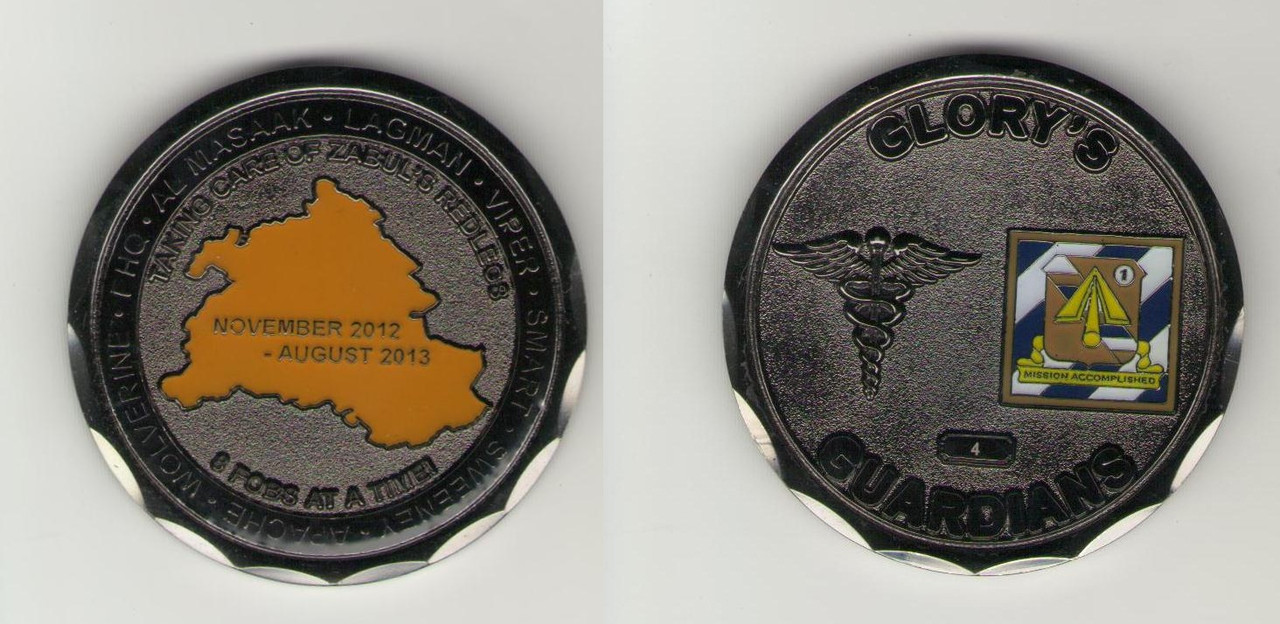 AL MASAAK · LAGMAN · VIPER · SMART · SWEENEY · APACHE · WOLVERINE ·
HQ ·
TAKING CARE OF ZABUL'S REDLEGS
NOVEMBER 2012
- AUGUST 2013
8 FOBS AT A TIME!
GLORY'S
1
MISSION ACCOMPLISHED
4
GUARDIANS